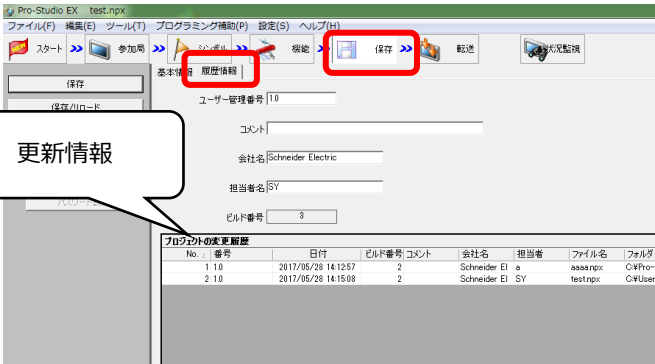 Pro-Studio EX test.npx
ファイル(F) 編集(E) ツール(T) プログラミング補助(P) 設定(S) ヘルプ(H)
スタート 参加局 シンボル 機能 保存 転送 状況監視
基本情報 履歴情報
保存
保存/リロード
更新情報
ユーザー管理番号 1.0
コメント
会社名 Schneider Electric
担当者名 SY
ビルド番号 3
プロジェクトの変更履歴
No. 番号 日付 ビルド番号 コメント 会社名 担当者 ファイル名 フォルダ
1 1.0 2017/05/28 14:12:57 2 Schneider El a aaaa.npx C:¥Pro-
2 1.0 2017/05/28 14:15:08 2 Schneider El SY test.npx C:¥User